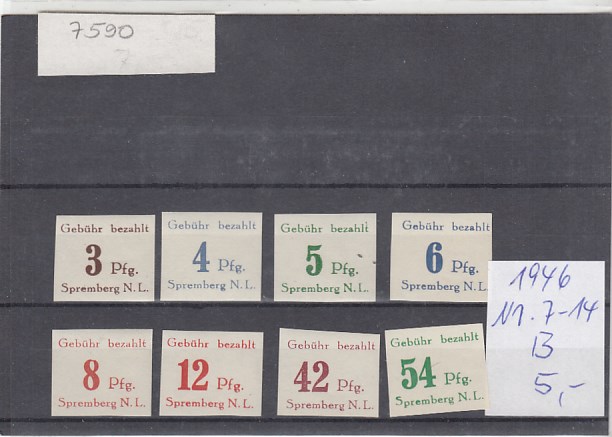 7590
7
Gebühr bezahlt
3 Pfg.
Spremberg N.L.
Gebühr bezahlt
4 Pfg.
Spremberg N.L.
Gebühr bezahlt
5 Pfg.
Spremberg N.L.
Gebühr bezahlt
6 Pfg.
Spremberg N.L.
Gebühr bezahlt
8 Pfg.
Spremberg N.L.
Gebühr bezahlt
12 Pfg.
Spremberg N.L.
Gebühr bezahlt
42 Pfg.
Spremberg N.L.
Gebühr bezahlt
54 Pfg.
Spremberg N.L.
1946
Nr. 7-14
B
5,-